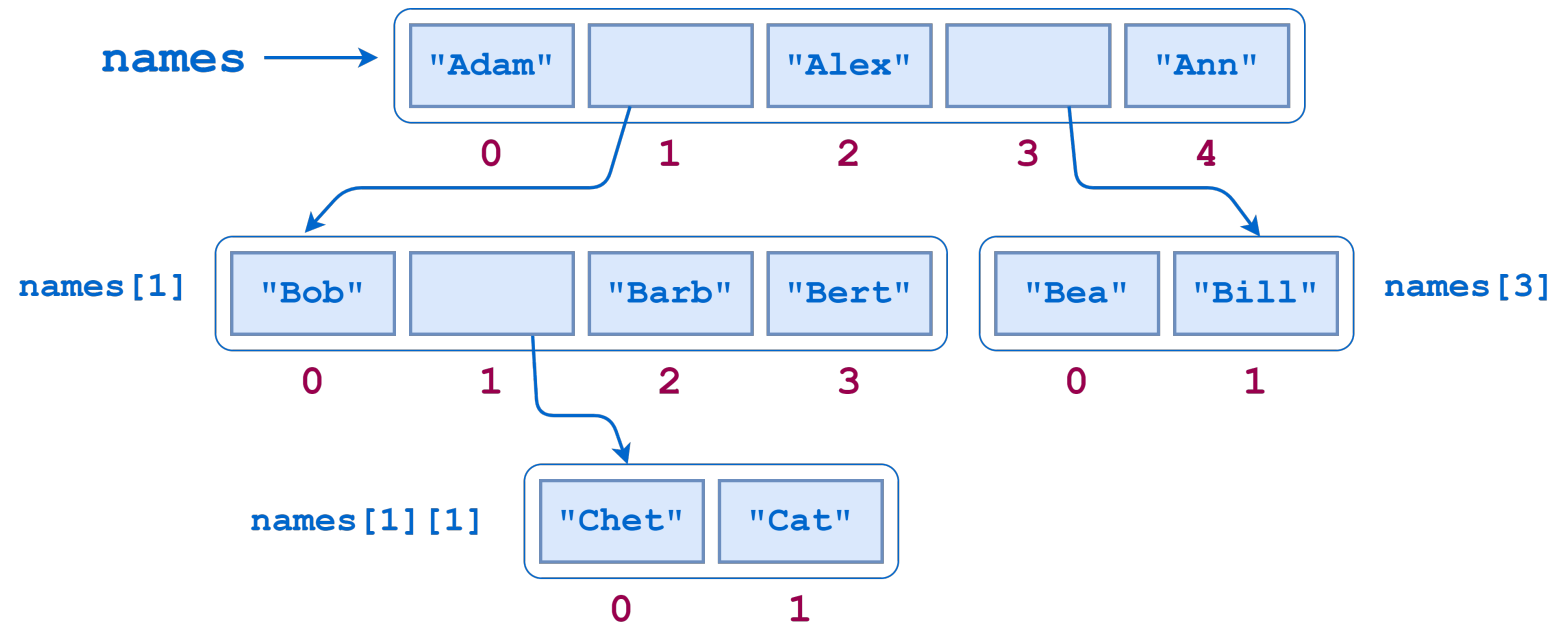 names "Adam" "Alex" "Ann"
0 1 2 3 4
names[1] "Bob" "Barb" "Bert" "Bea" "Bill" names[3]
0 1 2 3 0 1
names[1][1] "Chet" "Cat"
0 1